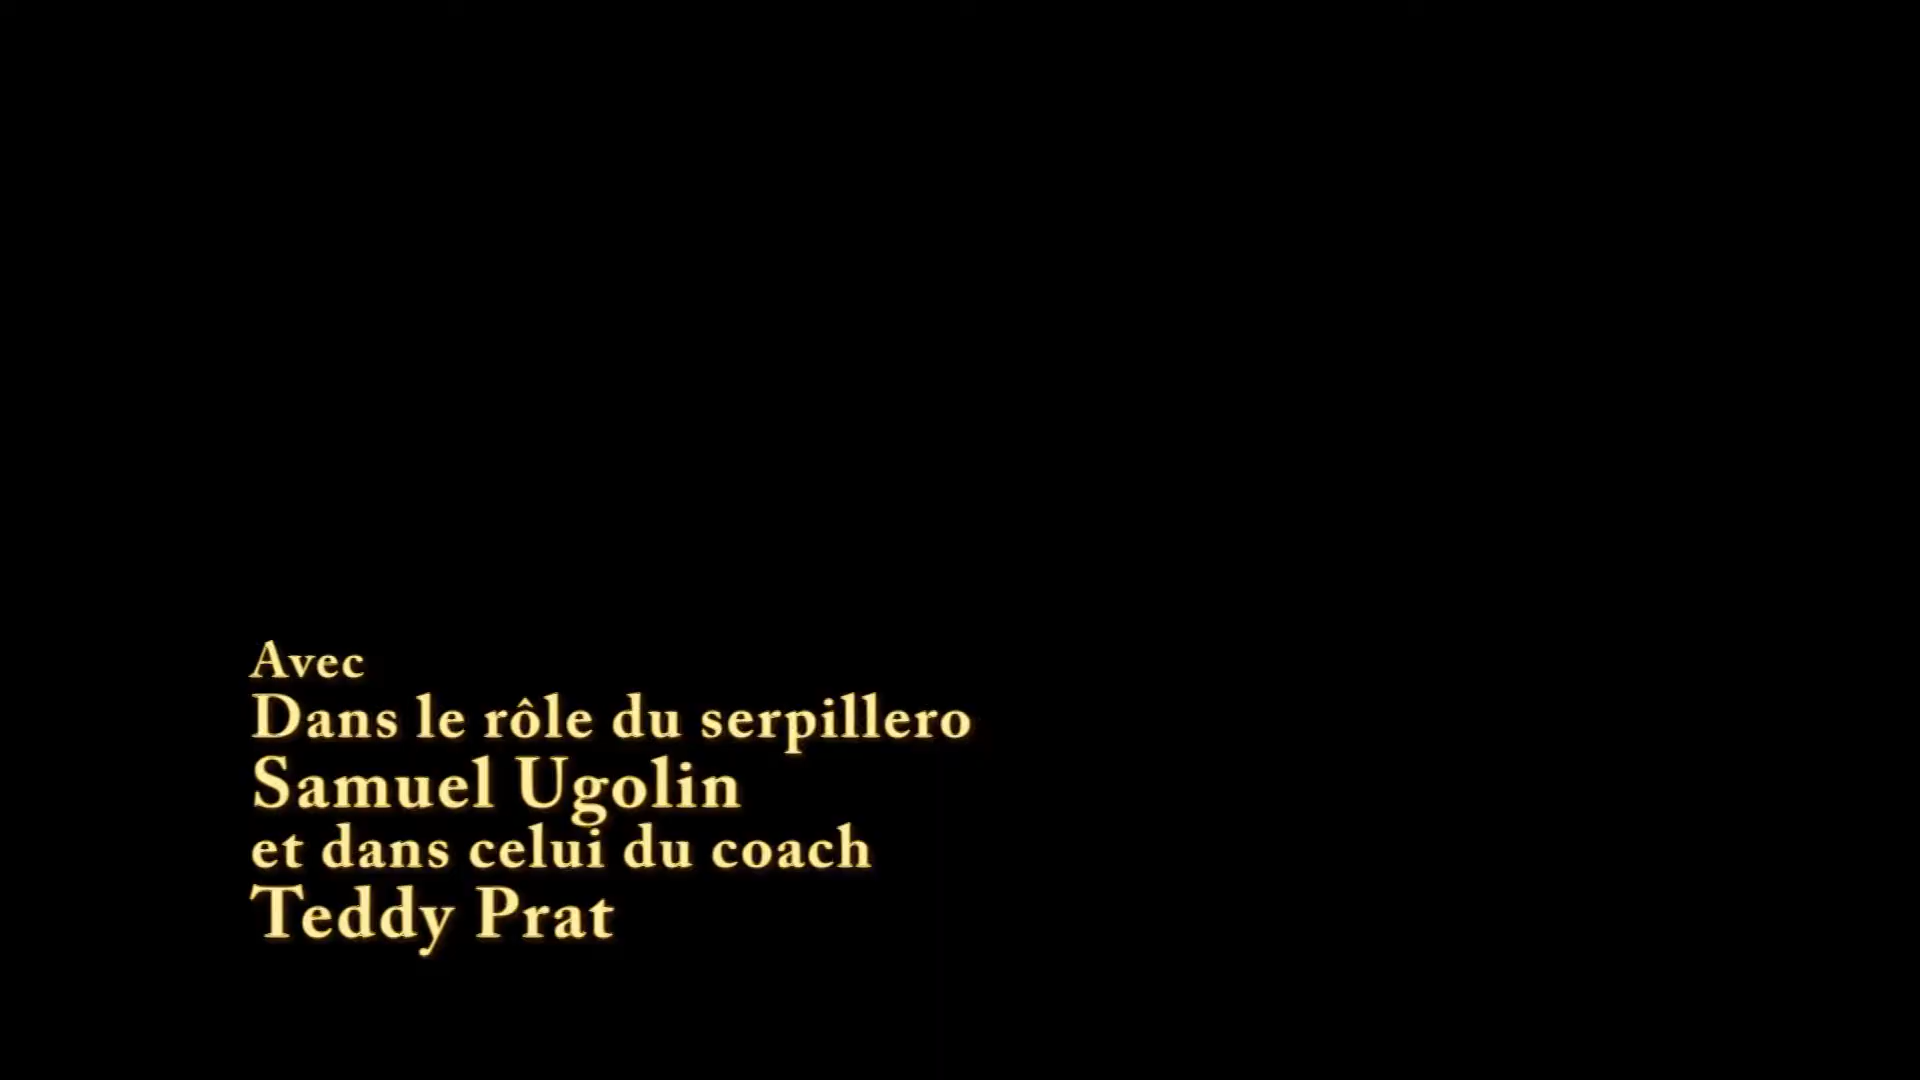 Avec
Dans le rôle du serpillero
Samuel Ugolin
et dans celui du coach
Teddy Prat